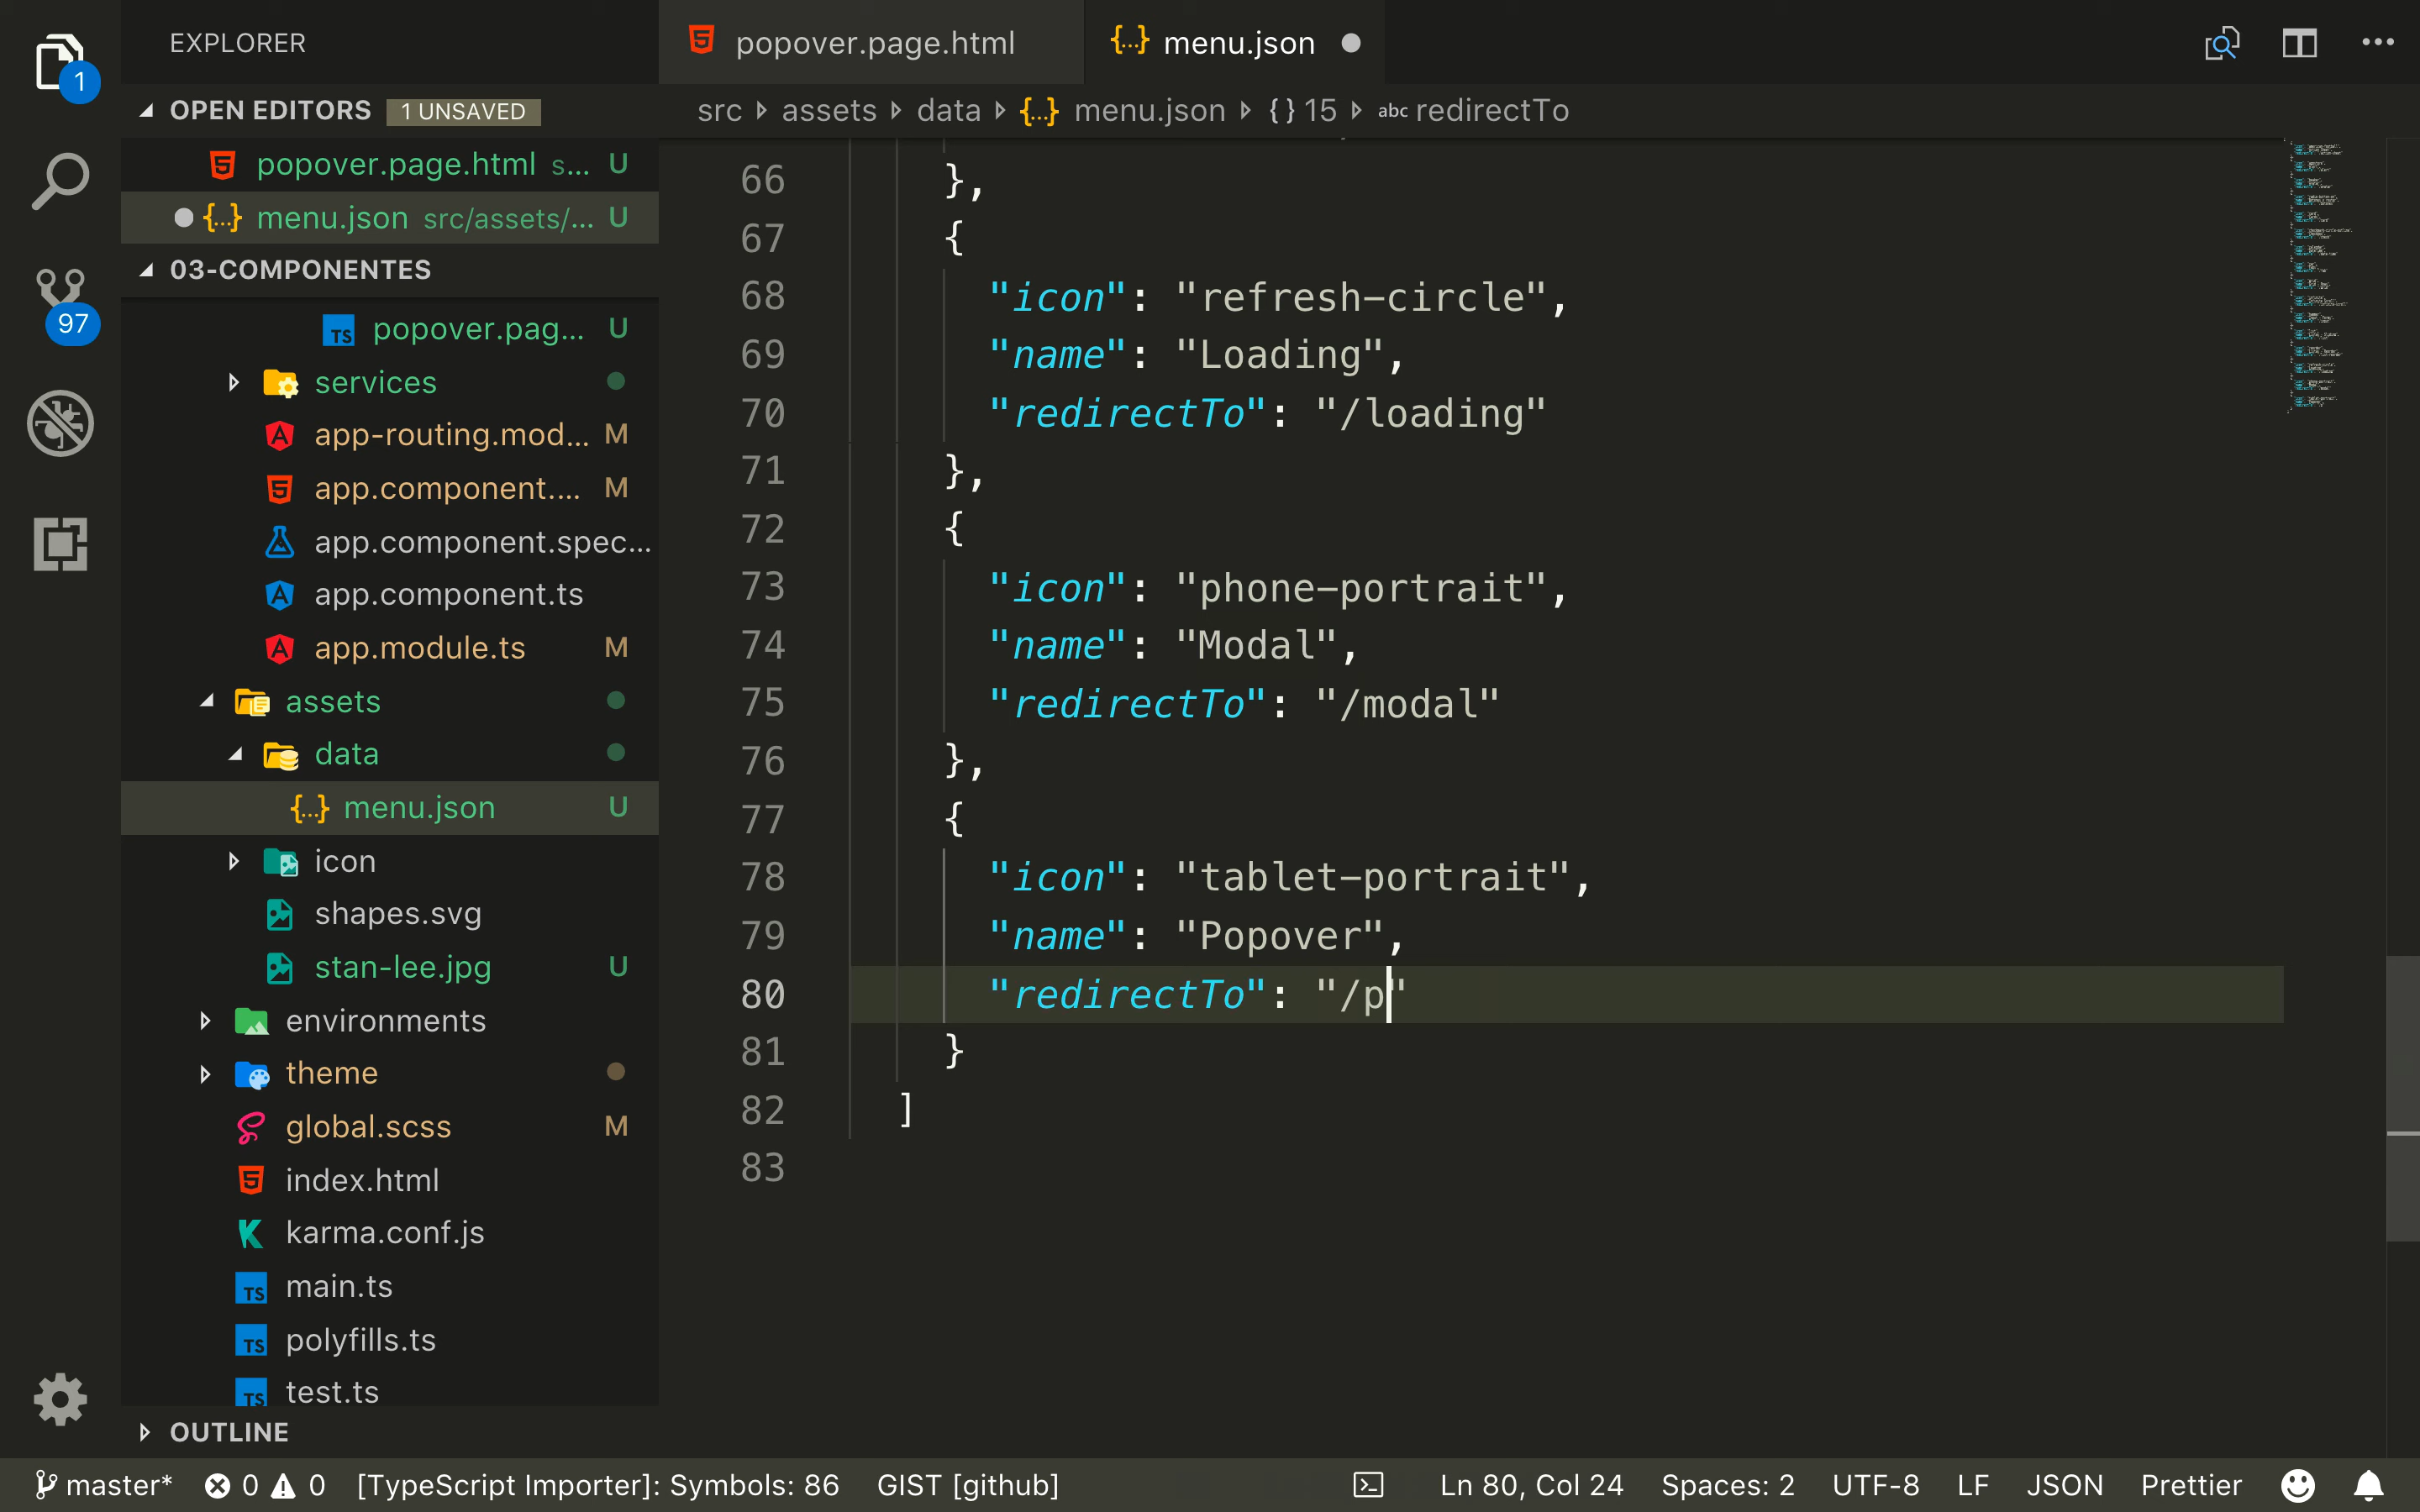 EXPLORER
popover.page.html
{..} menu.json
1
OPEN EDITORS 1 UNSAVED
src assets data {..} menu.json {} 15 abc redirectTo
popover.page.html s... U
{..} menu.json src/assets/... U
03-COMPONENTES
97
popover.pag... U
services
app-routing.mod... M
app.component.... M
app.component.spec...
app.component.ts
app.module.ts M
assets
data
{..} menu.json U
icon
shapes.svg
stan-lee.jpg U
environments
theme
global.scss M
index.html
karma.conf.js
TS main.ts
TS polyfills.ts
TS test.ts
OUTLINE
66 },
67 {
68 "icon": "refresh-circle",
69 "name": "Loading",
70 "redirectTo": "/loading"
71 },
72 {
73 "icon": "phone-portrait",
74 "name": "Modal",
75 "redirectTo": "/modal"
76 },
77 {
78 "icon": "tablet-portrait",
79 "name": "Popover",
80 "redirectTo": "/p"
81 }
82 ]
83
master* 0 0 [TypeScript Importer]: Symbols: 86 GIST [github] Ln 80, Col 24 Spaces: 2 UTF-8 LF JSON Prettier